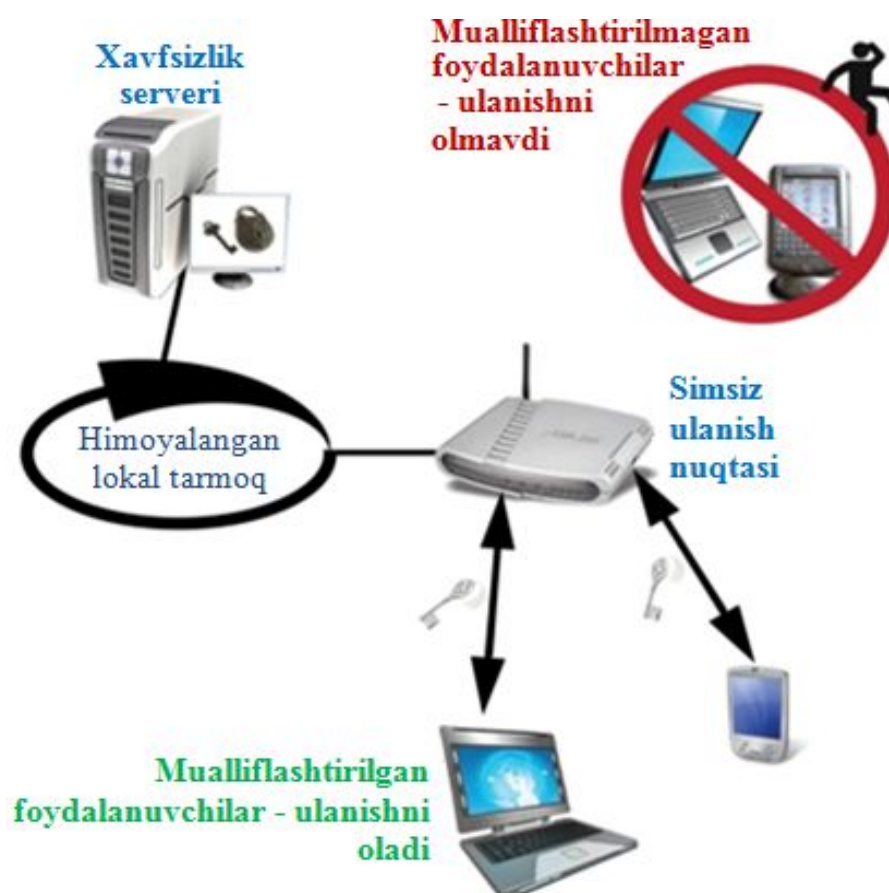 Xavfsizlik
serveri
Mualliflashtirilmagan
foydalanuvchilar
- ulanishni
olmavdi
Himoyalangan
lokal tarmoq
Simsiz
ulanish
nuqtasi
Mualliflashtirilgan
foydalanuvchilar - ulanishni
oladi